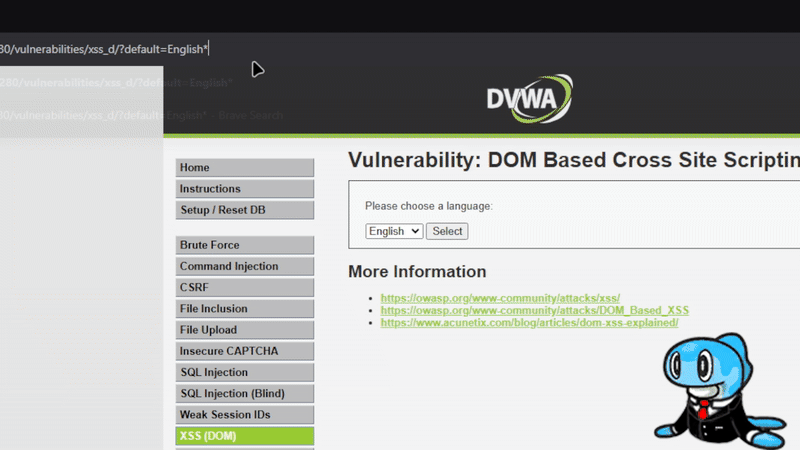 80/vulnerabilities/xss_d/?default=English*
280/vulnerabilities/xss_d/?default=English*
80/vulnerabilities/xss_d/?default=English* - Brave Search
DVWA
Home
Instructions
Setup / Reset DB
Brute Force
Command Injection
CSRF
File Inclusion
File Upload
Insecure CAPTCHA
SQL Injection
SQL Injection (Blind)
Weak Session IDs
XSS (DOM)
Vulnerability: DOM Based Cross Site Scriptin
Please choose a language:
English Select
More Information
https://owasp.org/www-community/attacks/xss/
https://owasp.org/www-community/attacks/DOM_Based_XSS
https://www.acunetix.com/blog/articles/dom-xss-explained/